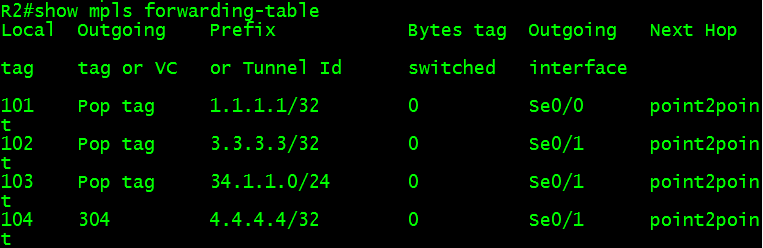 R2#show mpls forwarding-table
Local Outgoing Prefix Bytes tag Outgoing Next Hop
tag tag or VC or Tunnel Id switched interface
101 Pop tag 1.1.1.1/32 0 Se0/0 point2poin
t
102 Pop tag 3.3.3.3/32 0 Se0/1 point2poin
t
103 Pop tag 34.1.1.0/24 0 Se0/1 point2poin
t
104 304 4.4.4.4/32 0 Se0/1 point2poin
t